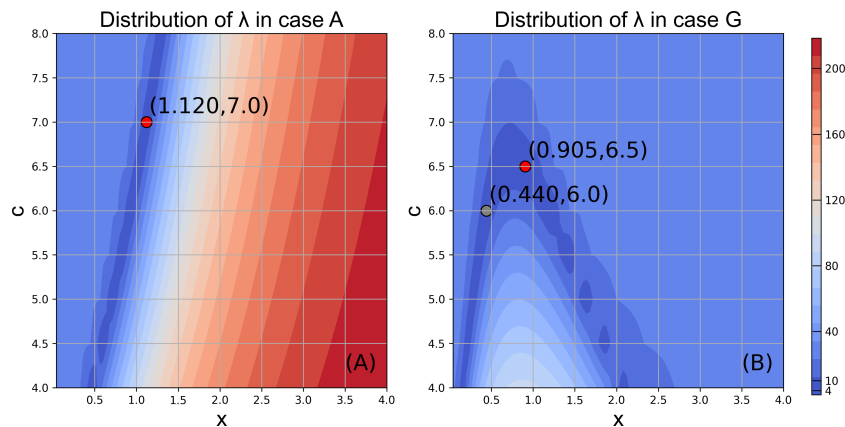 Distribution of λ in case A
8.0
7.5
7.0
6.5
6.0
5.5
5.0
4.5
4.0
c
(1.120,7.0)
(A)
0.5 1.0 1.5 2.0 2.5 3.0 3.5 4.0
x
Distribution of λ in case G
8.0
7.5
7.0
6.5
6.0
5.5
5.0
4.5
4.0
c
(0.905,6.5)
(0.440,6.0)
(B)
0.5 1.0 1.5 2.0 2.5 3.0 3.5 4.0
x
200
160
120
80
40
10
4